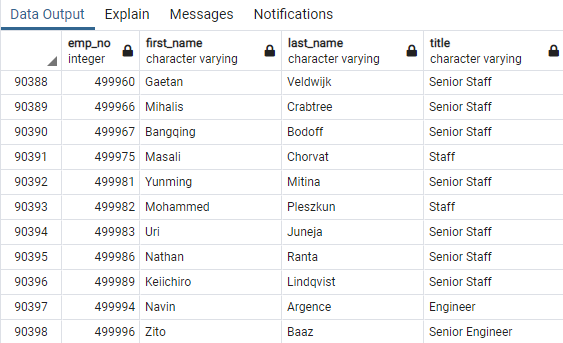 Data Output Explain Messages Notifications
emp_no first_name last_name title
integer character varying character varying character varying
90388 499960 Gaetan Veldwijk Senior Staff
90389 499966 Mihalis Crabtree Senior Staff
90390 499967 Bangqing Bodoff Senior Staff
90391 499975 Masali Chorvat Staff
90392 499981 Yunming Mitina Senior Staff
90393 499982 Mohammed Pleszkun Staff
90394 499983 Uri Juneja Senior Staff
90395 499986 Nathan Ranta Senior Staff
90396 499989 Keiichiro Lindqvist Senior Staff
90397 499994 Navin Argence Engineer
90398 499996 Zito Baaz Senior Engineer